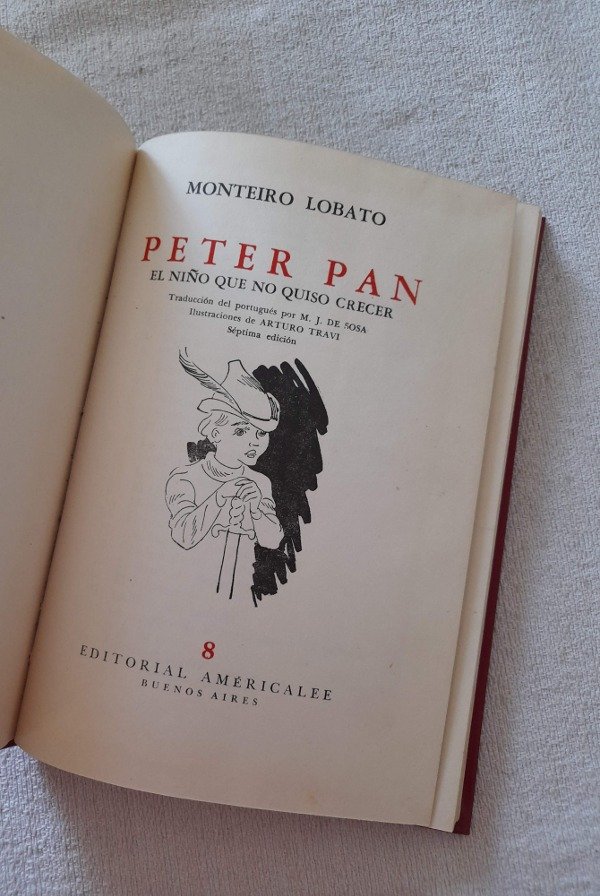 MONTEIRO LOBATO
PETER PAN
EL NIÑO QUE NO QUISO CRECER
Traducción del portugués por M. J. DE SOSA
Ilustraciones de ARTURO TRAVI
Séptima edición
8
EDITORIAL AMÉRICALEE
BUENOS AIRES